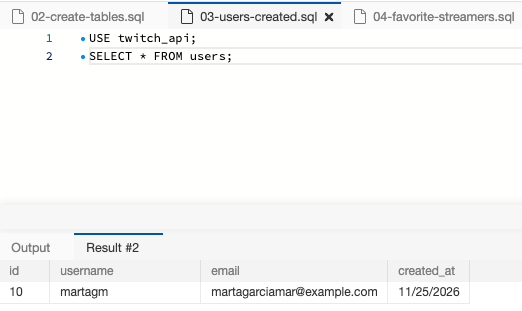 02-create-tables.sql 03-users-created.sql 04-favorite-streamers.sql
1 USE twitch_api;
2 SELECT * FROM users;
Output Result #2
id username email created_at
10 martagm martagarciamar@example.com 11/25/2026